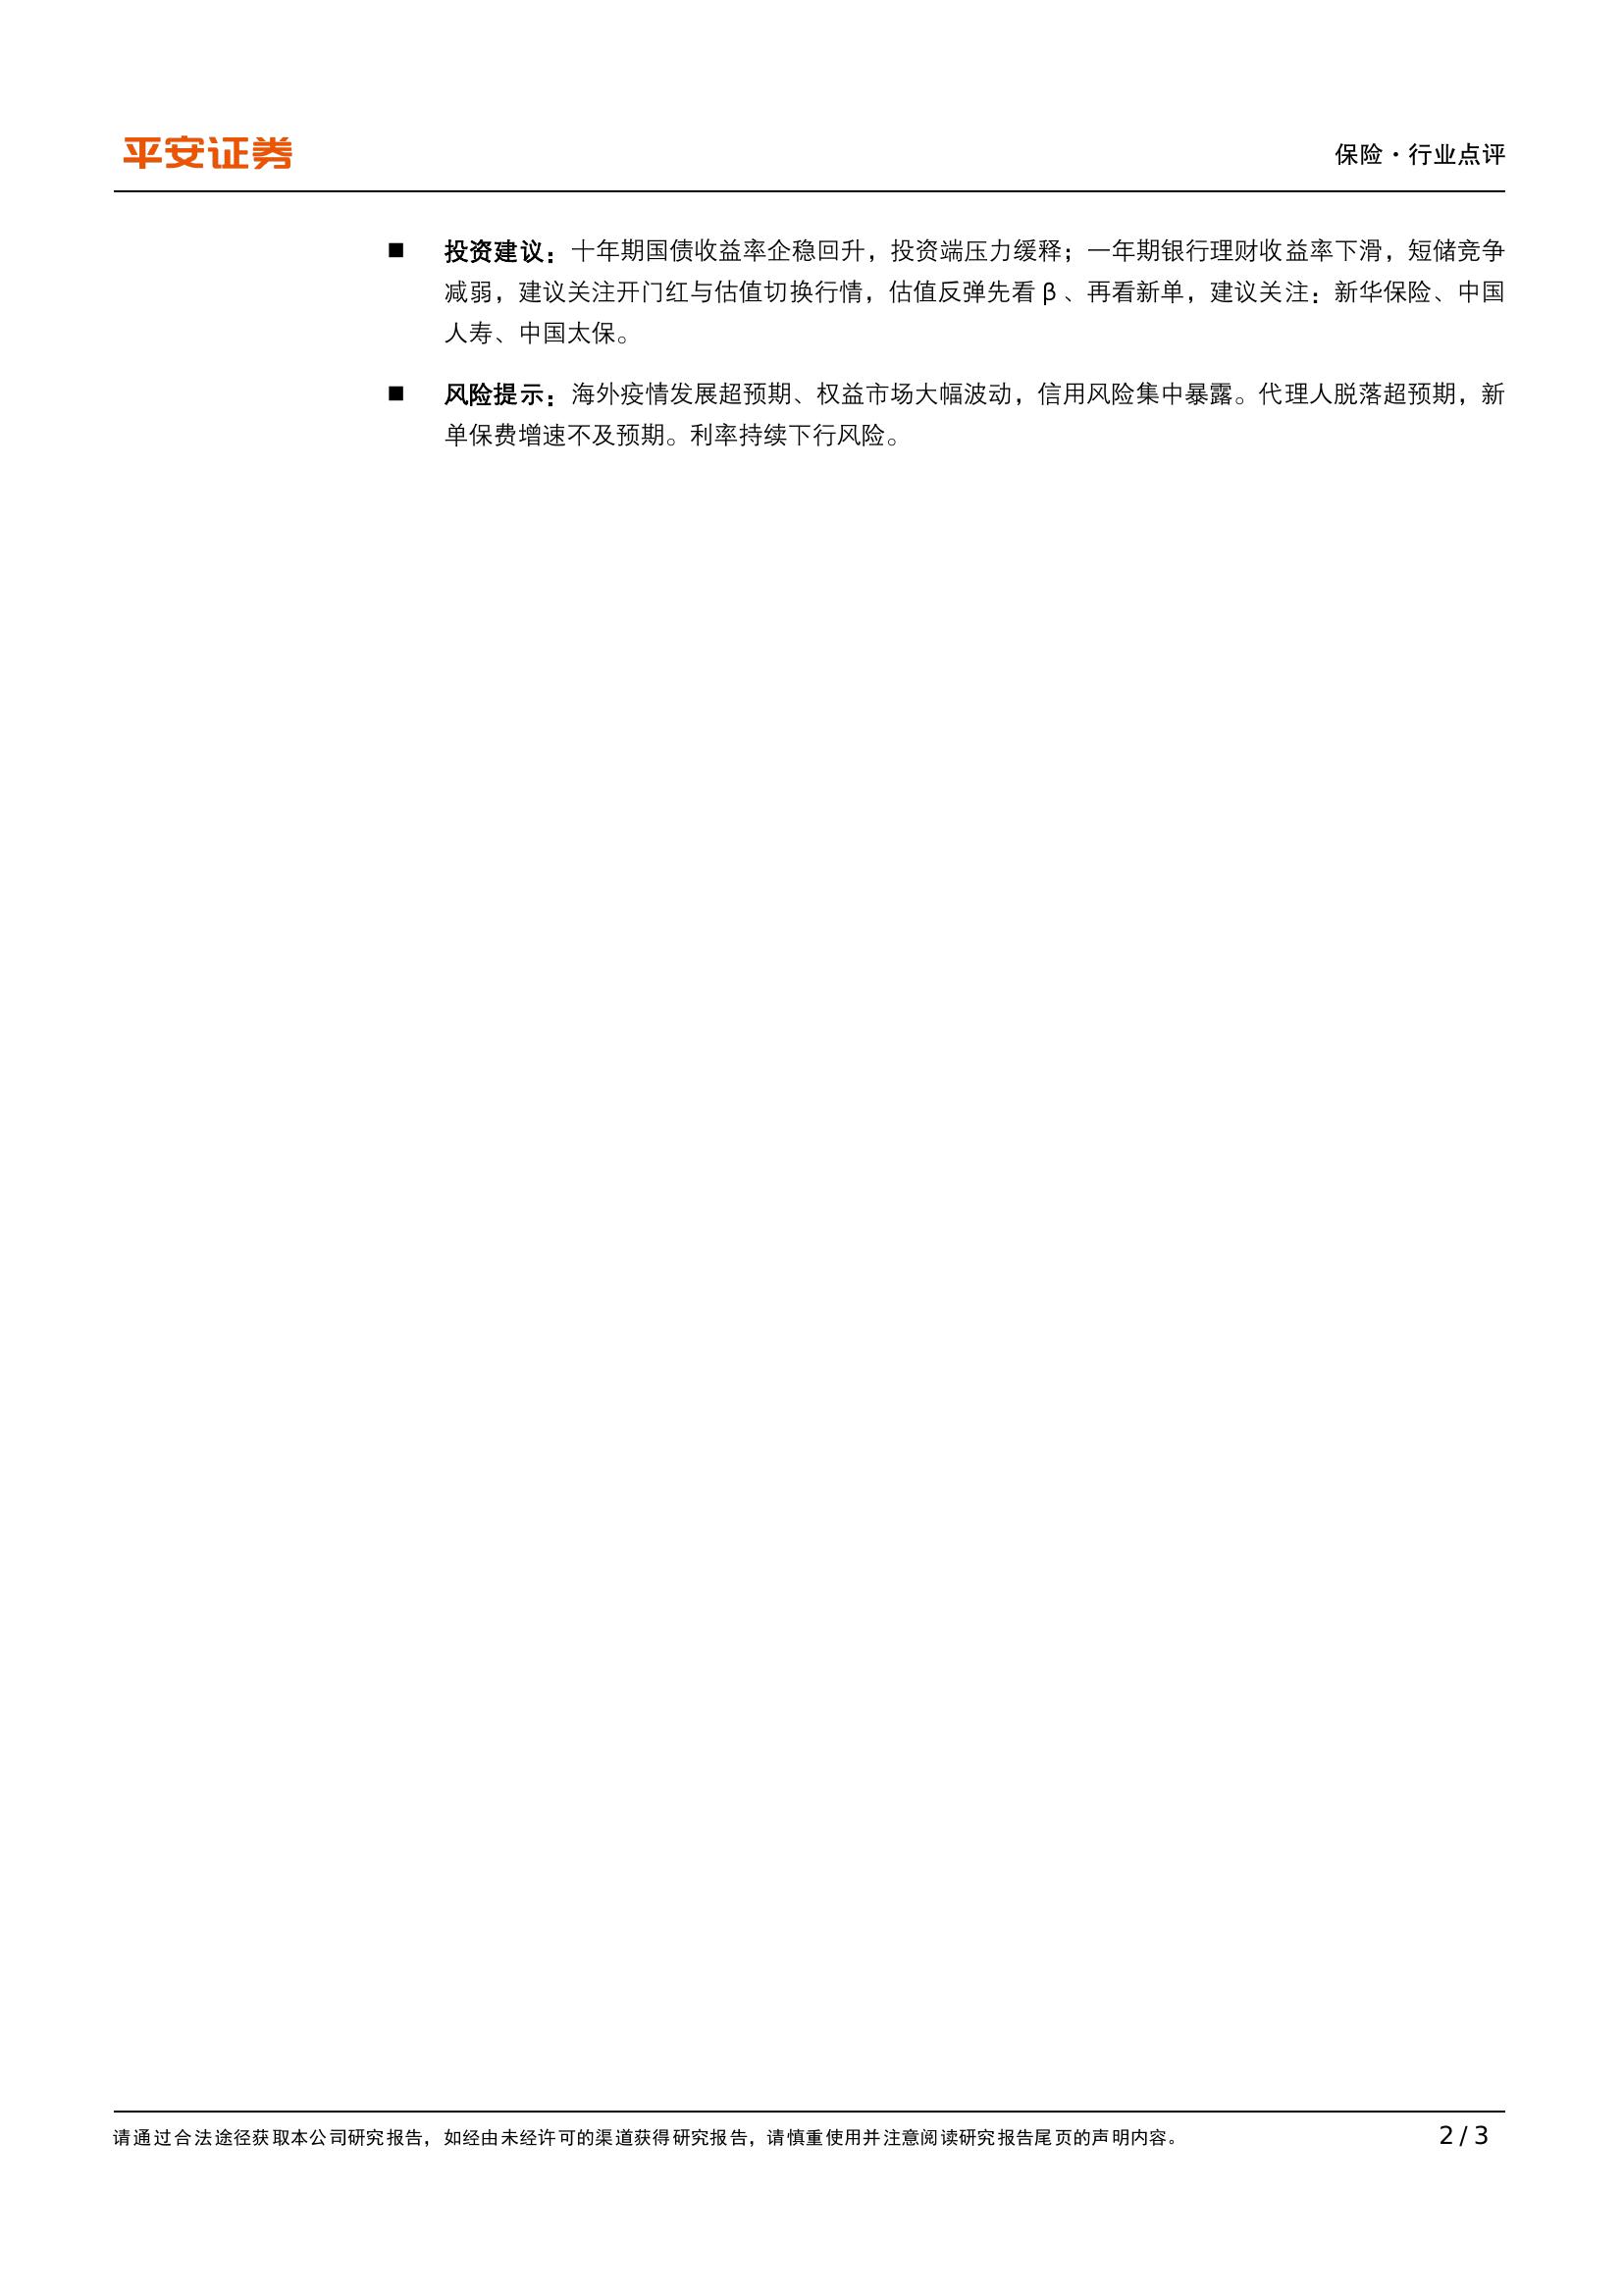 平安证券
保险·行业点评
■ 投资建议：十年期国债收益率企稳回升，投资端压力缓释；一年期银行理财收益率下滑，短储竞争
减弱，建议关注开门红与估值切换行情，估值反弹先看β、再看新单，建议关注：新华保险、中国
人寿、中国太保。
■ 风险提示：海外疫情发展超预期、权益市场大幅波动，信用风险集中暴露。代理人脱落超预期，新
单保费增速不及预期。利率持续下行风险。
请通过合法途径获取本公司研究报告，如经由未经许可的渠道获得研究报告，请慎重使用并注意阅读研究报告尾页的声明内容。
2 / 3